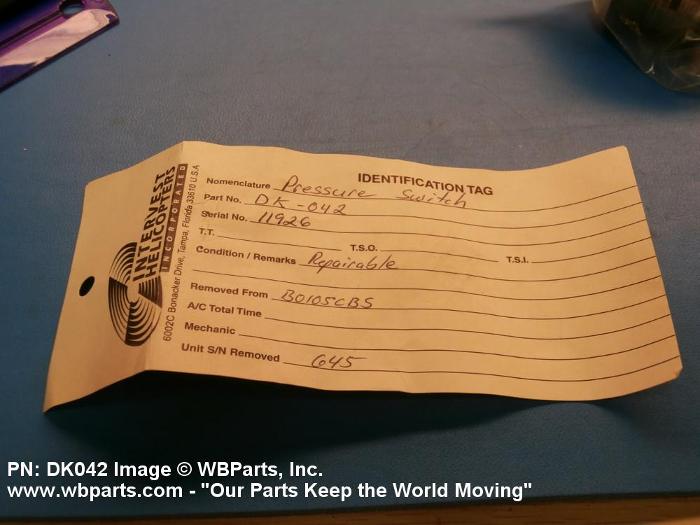 INTERVEST
HELICOPTERS
INCORPORATED
6002C Bonacker Drive, Tampa, Florida 33610 U.S.A
IDENTIFICATION TAG
Nomenclature Pressure Switch
Part No. DK-042
Serial No. 11926
T.T. T.S.O. T.S.I.
Condition / Remarks Repairable
Removed From BO105CBS
A/C Total Time
Mechanic
Unit S/N Removed 645
PN: DK042 Image © WBParts, Inc.
www.wbparts.com - "Our Parts Keep the World Moving"